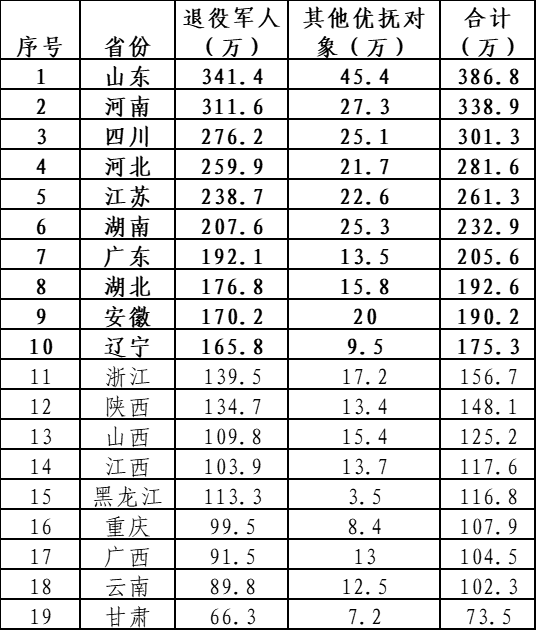 序号 省份 退役军人（万） 其他优抚对象（万） 合计（万）
1 山东 341.4 45.4 386.8
2 河南 311.6 27.3 338.9
3 四川 276.2 25.1 301.3
4 河北 259.9 21.7 281.6
5 江苏 238.7 22.6 261.3
6 湖南 207.6 25.3 232.9
7 广东 192.1 13.5 205.6
8 湖北 176.8 15.8 192.6
9 安徽 170.2 20 190.2
10 辽宁 165.8 9.5 175.3
11 浙江 139.5 17.2 156.7
12 陕西 134.7 13.4 148.1
13 山西 109.8 15.4 125.2
14 江西 103.9 13.7 117.6
15 黑龙江 113.3 3.5 116.8
16 重庆 99.5 8.4 107.9
17 广西 91.5 13 104.5
18 云南 89.8 12.5 102.3
19 甘肃 66.3 7.2 73.5